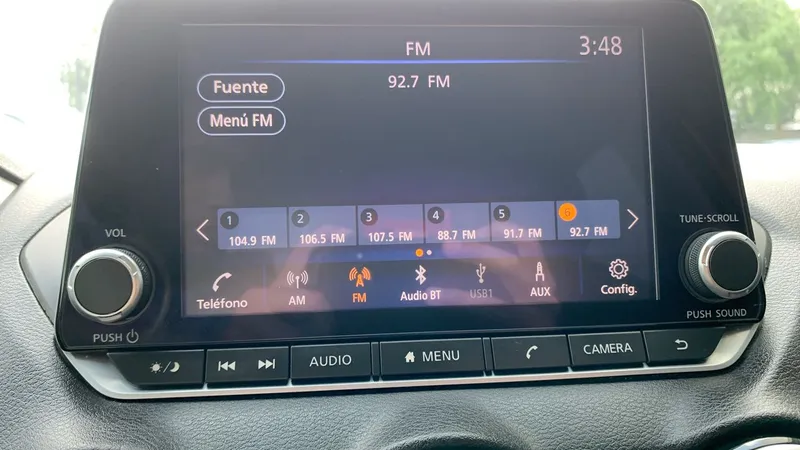 FM
3:48
Fuente
92.7 FM
Menú FM
1
2
3
4
5
6
104.9 FM
106.5 FM
107.5 FM
88.7 FM
91.7 FM
92.7 FM
Teléfono
AM
FM
Audio BT
USB1
AUX
Config.
VOL
PUSH
TUNE·SCROLL
PUSH SOUND
AUDIO
MENU
CAMERA